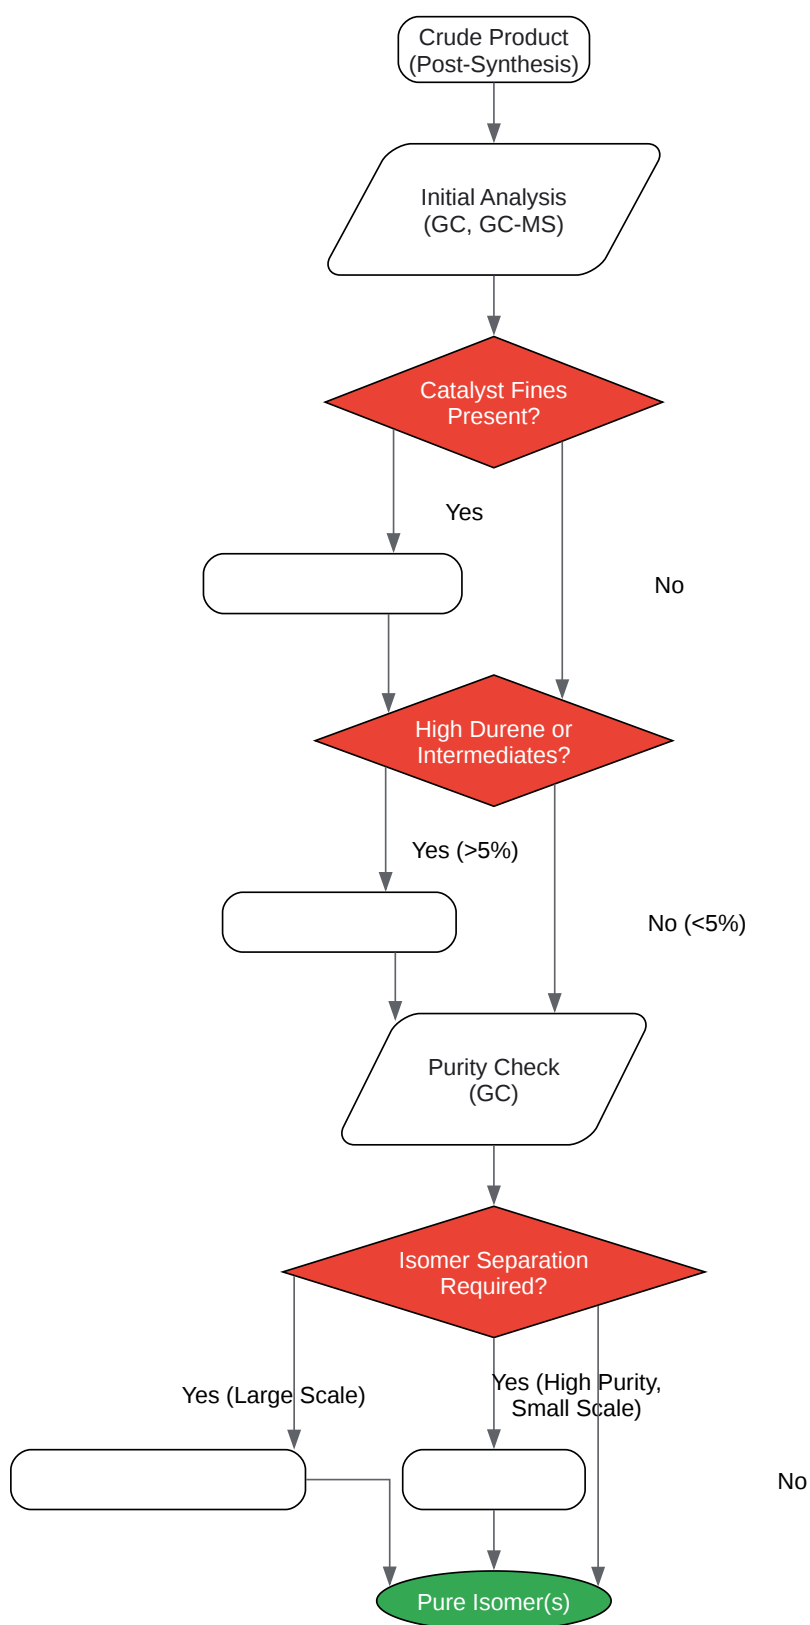 Crude Product
(Post-Synthesis)
Initial Analysis
(GC, GC-MS)
Catalyst Fines
Present?
Yes
No
High Durene or
Intermediates?
Yes (>5%)
No (<5%)
Purity Check
(GC)
Isomer Separation
Required?
Yes (Large Scale)
Yes (High Purity,
Small Scale)
No
Pure Isomer(s)